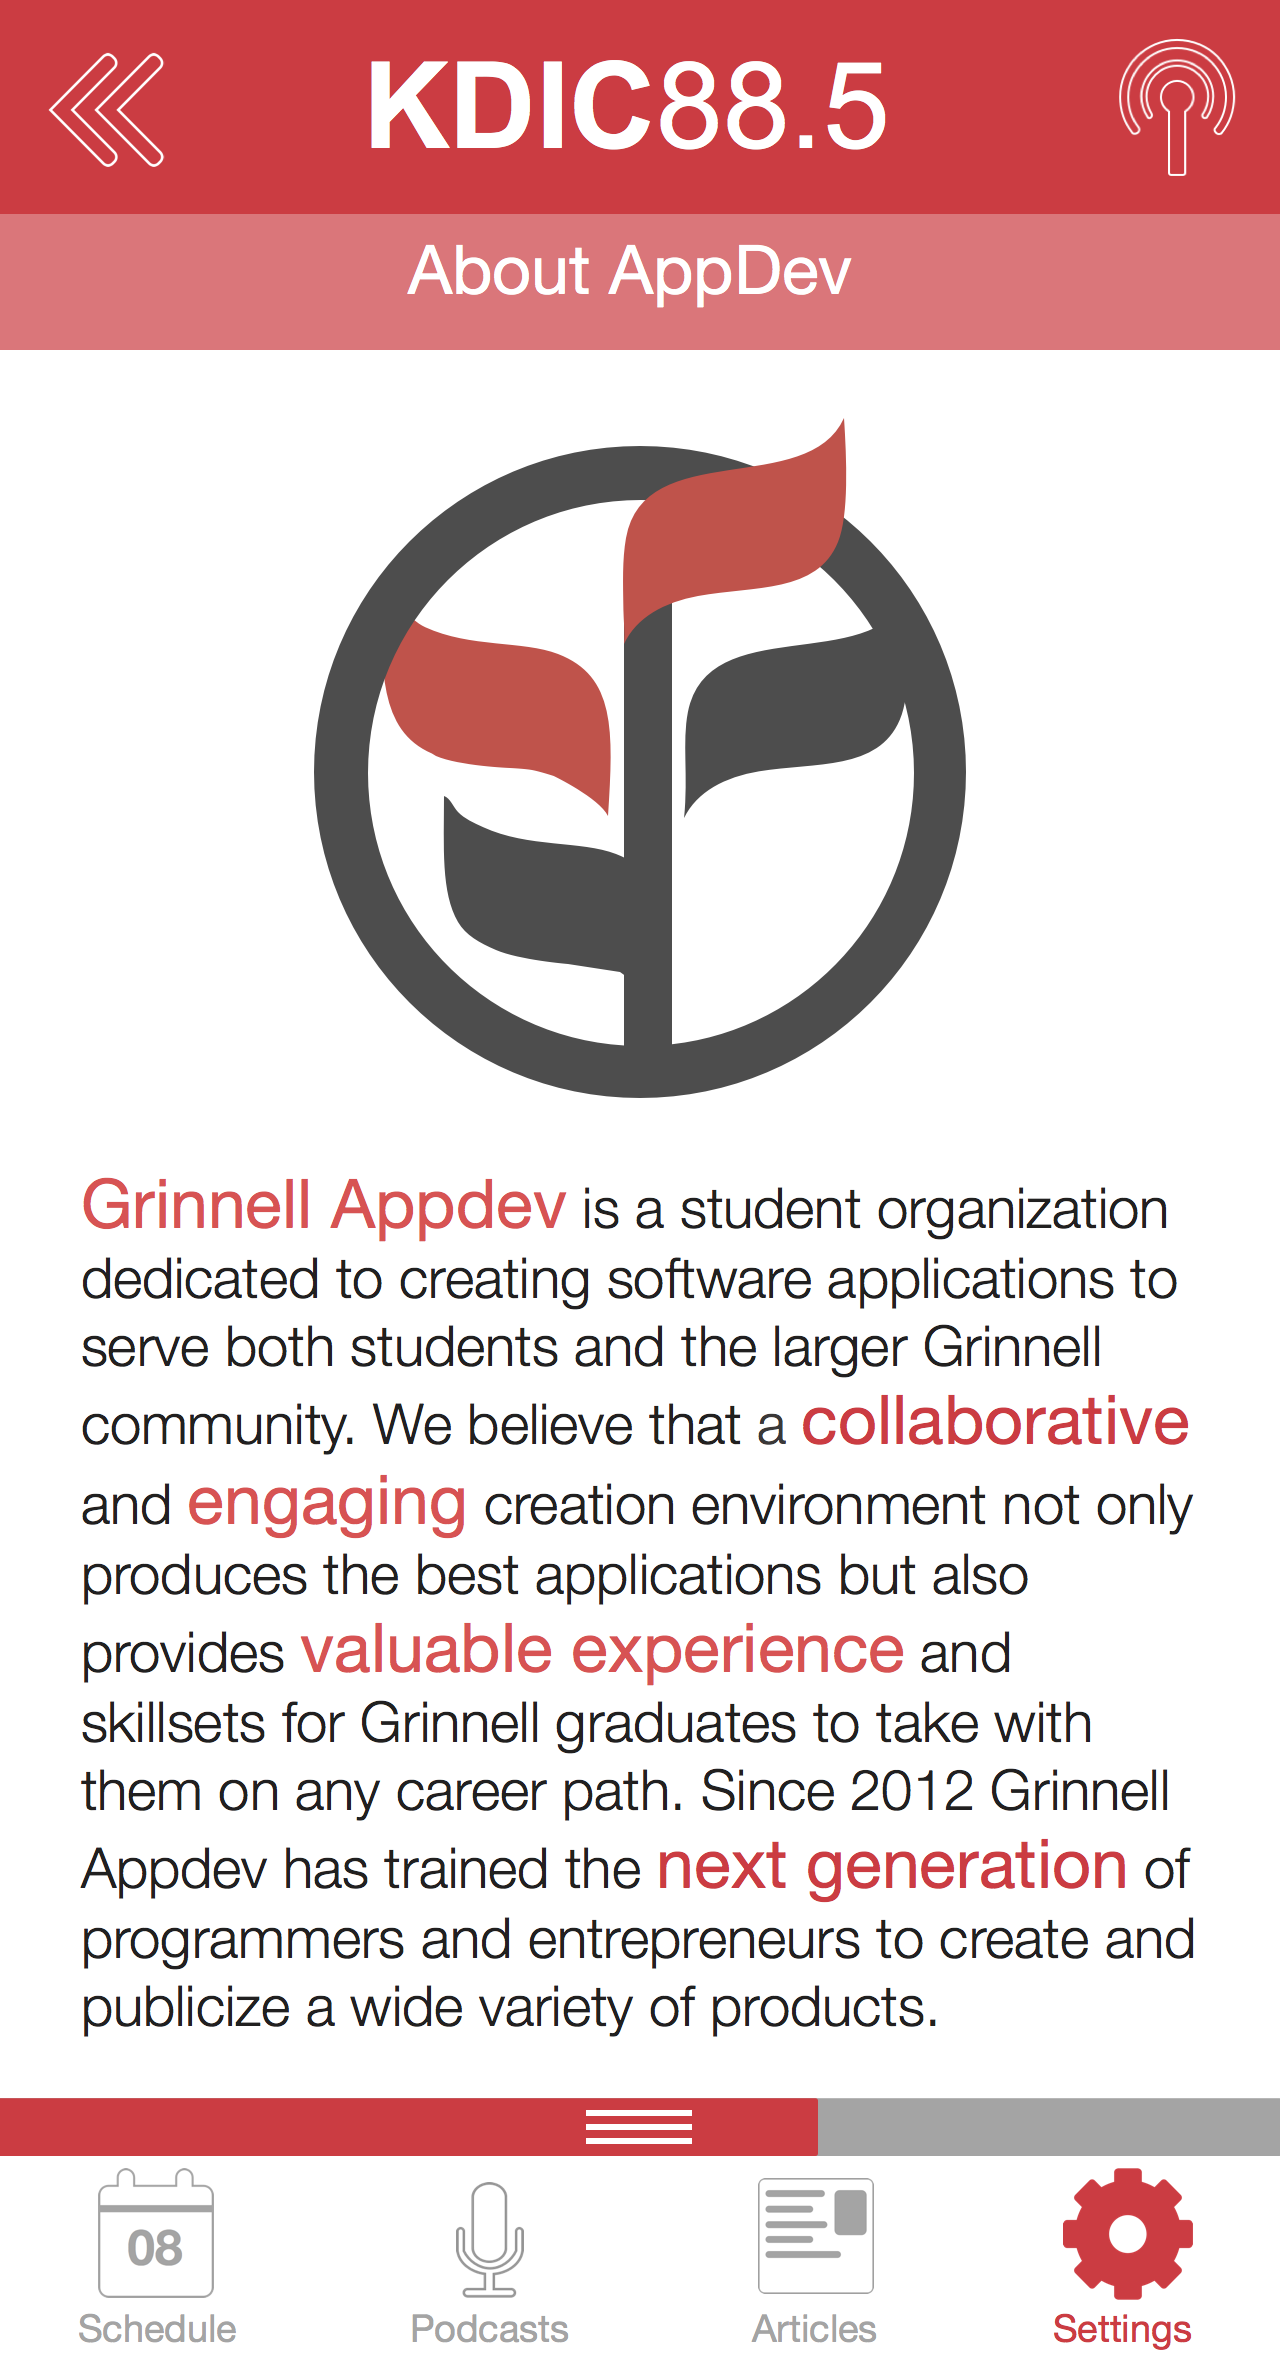 KDIC88.5
About AppDev
Grinnell Appdev is a student organization
dedicated to creating software applications to
serve both students and the larger Grinnell
community. We believe that a collaborative
and engaging creation environment not only
produces the best applications but also
provides valuable experience and
skillsets for Grinnell graduates to take with
them on any career path. Since 2012 Grinnell
Appdev has trained the next generation of
programmers and entrepreneurs to create and
publicize a wide variety of products.
08
Schedule
Podcasts
Articles
Settings